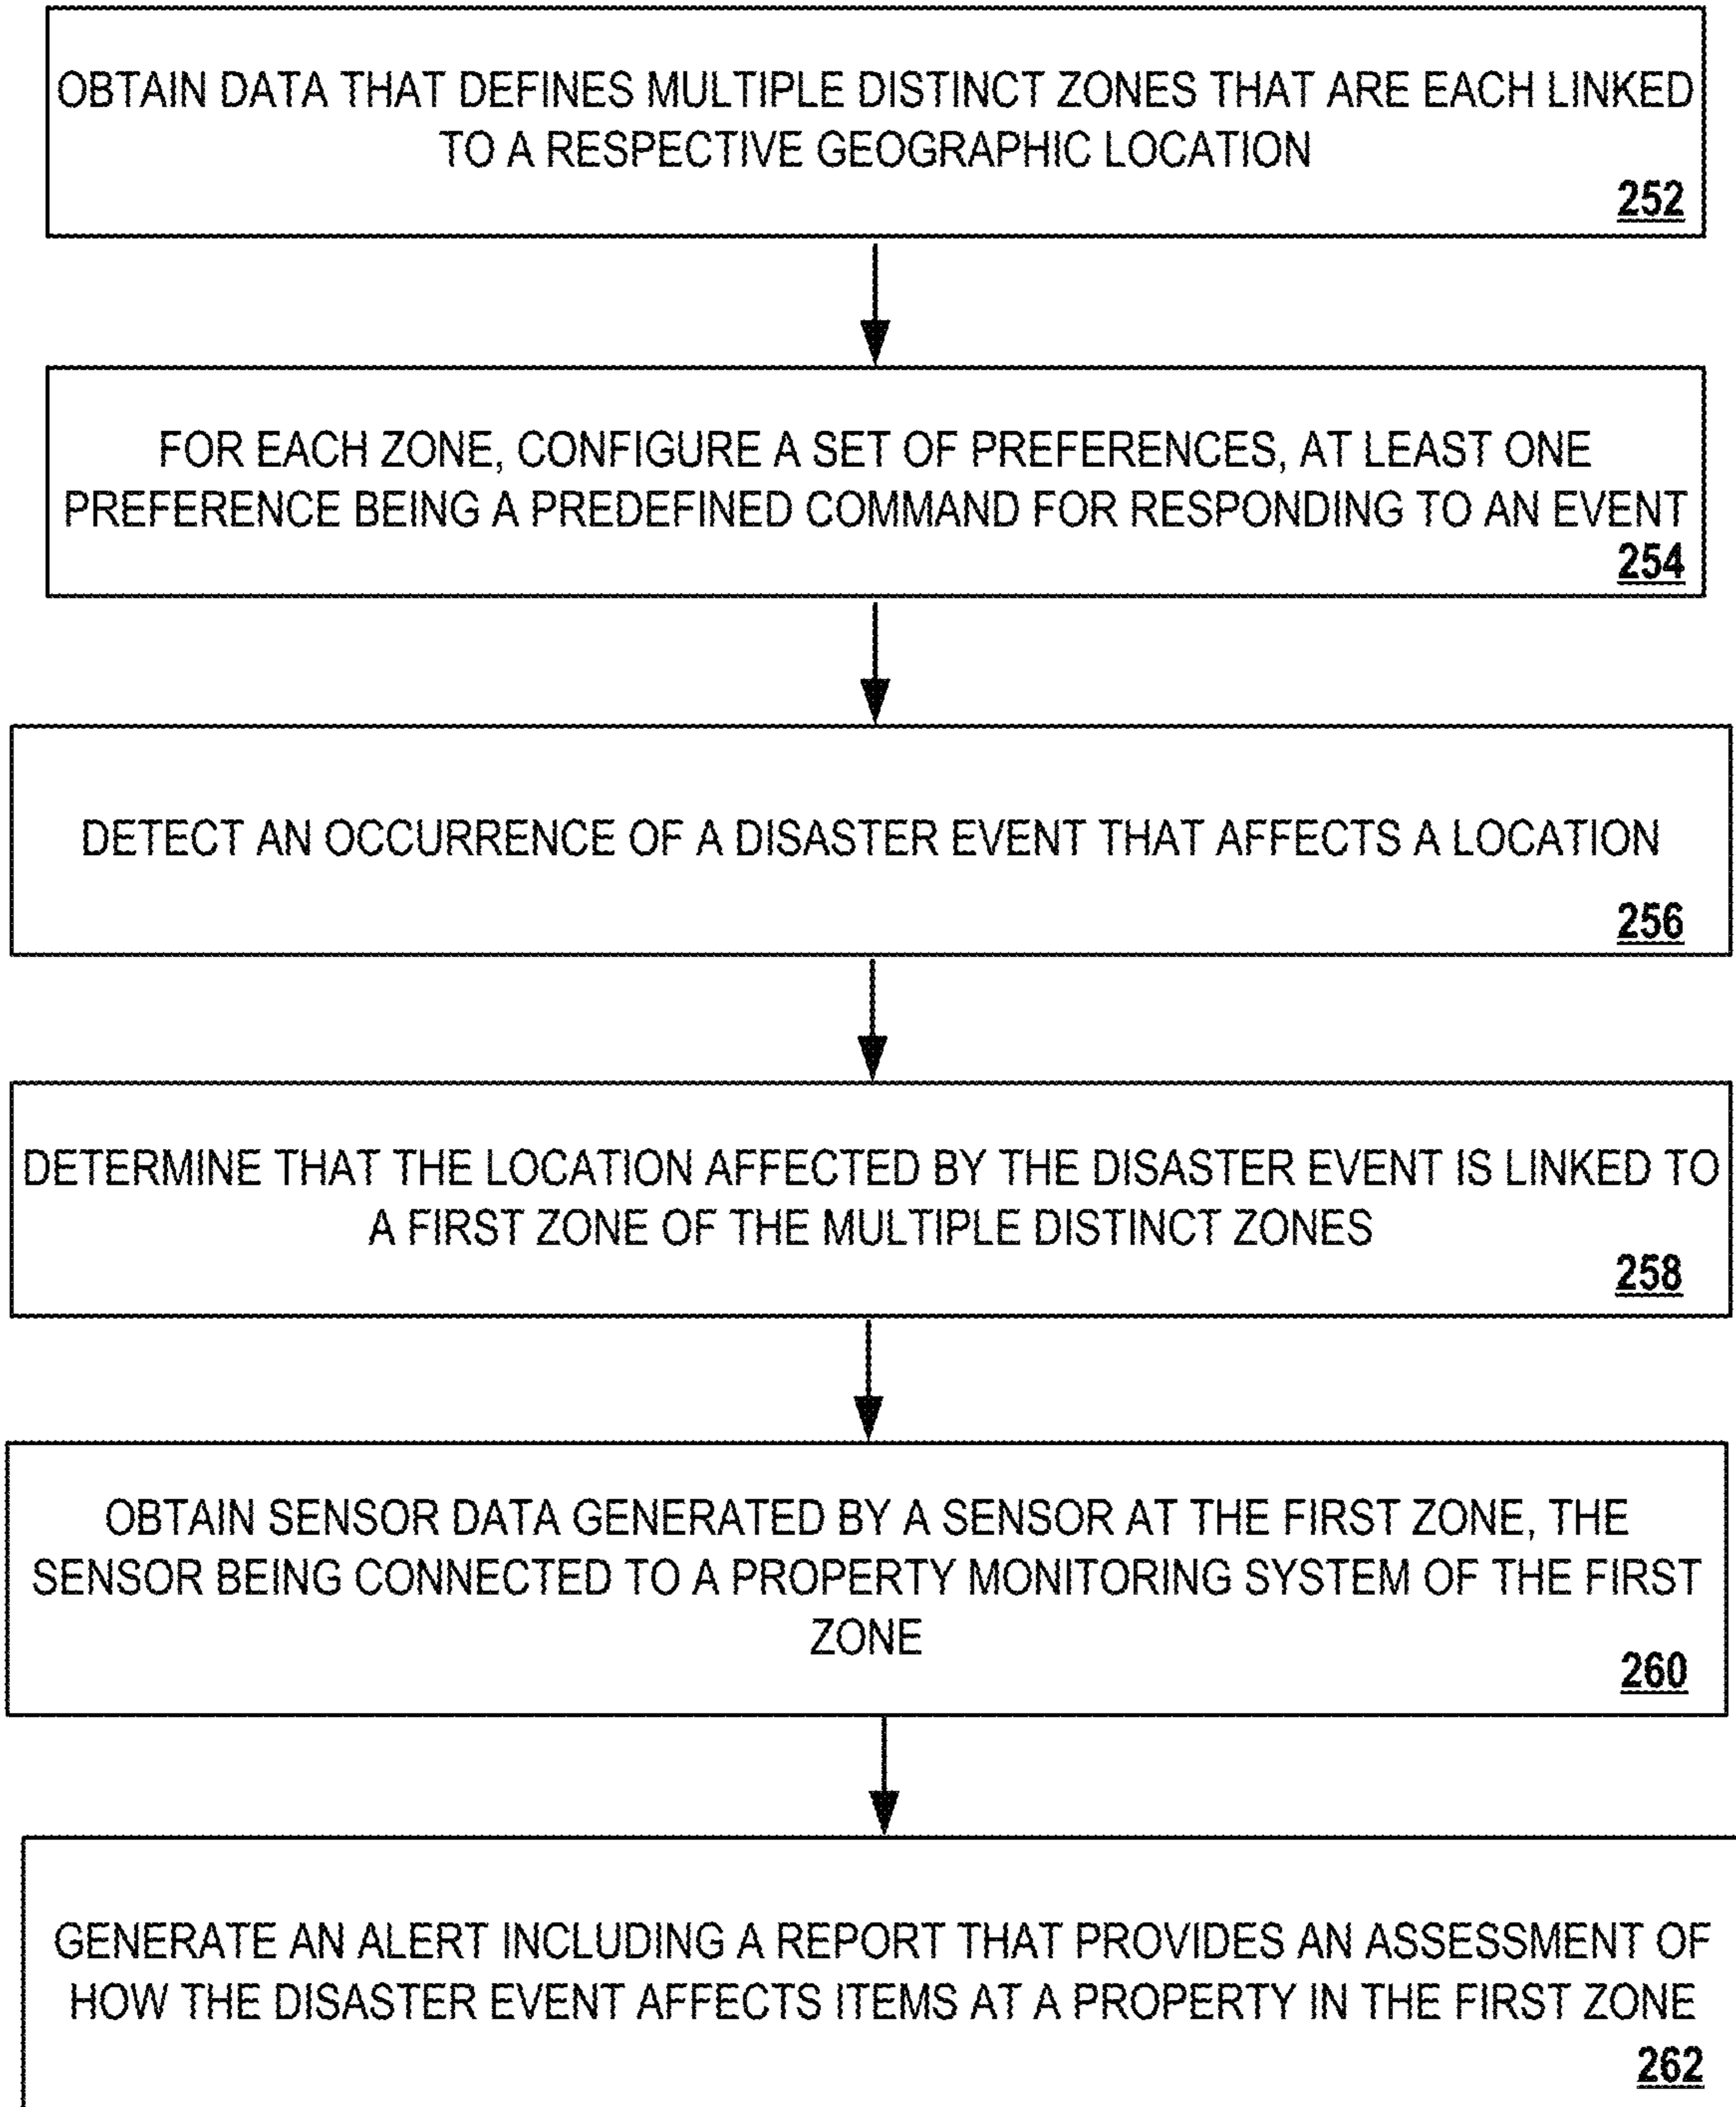 OBTAIN DATA THAT DEFINES MULTIPLE DISTINCT ZONES THAT ARE EACH LINKED
TO A RESPECTIVE GEOGRAPHIC LOCATION
252
FOR EACH ZONE, CONFIGURE A SET OF PREFERENCES, AT LEAST ONE
PREFERENCE BEING A PREDEFINED COMMAND FOR RESPONDING TO AN EVENT
254
DETECT AN OCCURRENCE OF A DISASTER EVENT THAT AFFECTS A LOCATION
256
DETERMINE THAT THE LOCATION AFFECTED BY THE DISASTER EVENT IS LINKED TO
A FIRST ZONE OF THE MULTIPLE DISTINCT ZONES
258
OBTAIN SENSOR DATA GENERATED BY A SENSOR AT THE FIRST ZONE, THE
SENSOR BEING CONNECTED TO A PROPERTY MONITORING SYSTEM OF THE FIRST
ZONE
260
GENERATE AN ALERT INCLUDING A REPORT THAT PROVIDES AN ASSESSMENT OF
HOW THE DISASTER EVENT AFFECTS ITEMS AT A PROPERTY IN THE FIRST ZONE
262